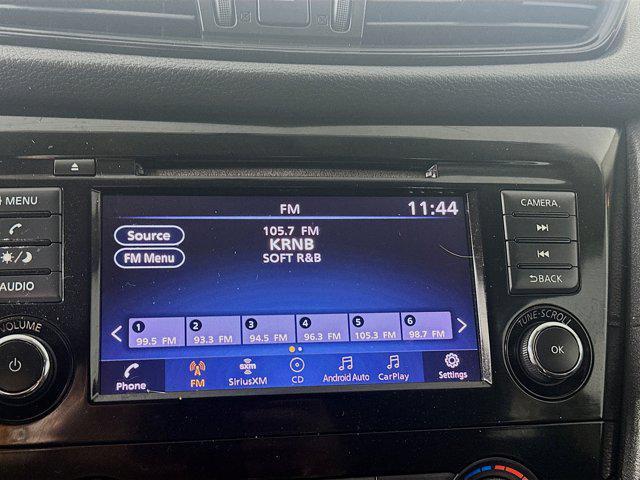 MENU
AUDIO
VOLUME
FM 11:44
Source
FM Menu
105.7 FM
KRNB
SOFT R&B
1 2 3 4 5 6
99.5 FM 93.3 FM 94.5 FM 96.3 FM 105.3 FM 98.7 FM
Phone FM SiriusXM CD Android Auto CarPlay Settings
sxm
CAMERA
BACK
TUNE·SCROLL
OK